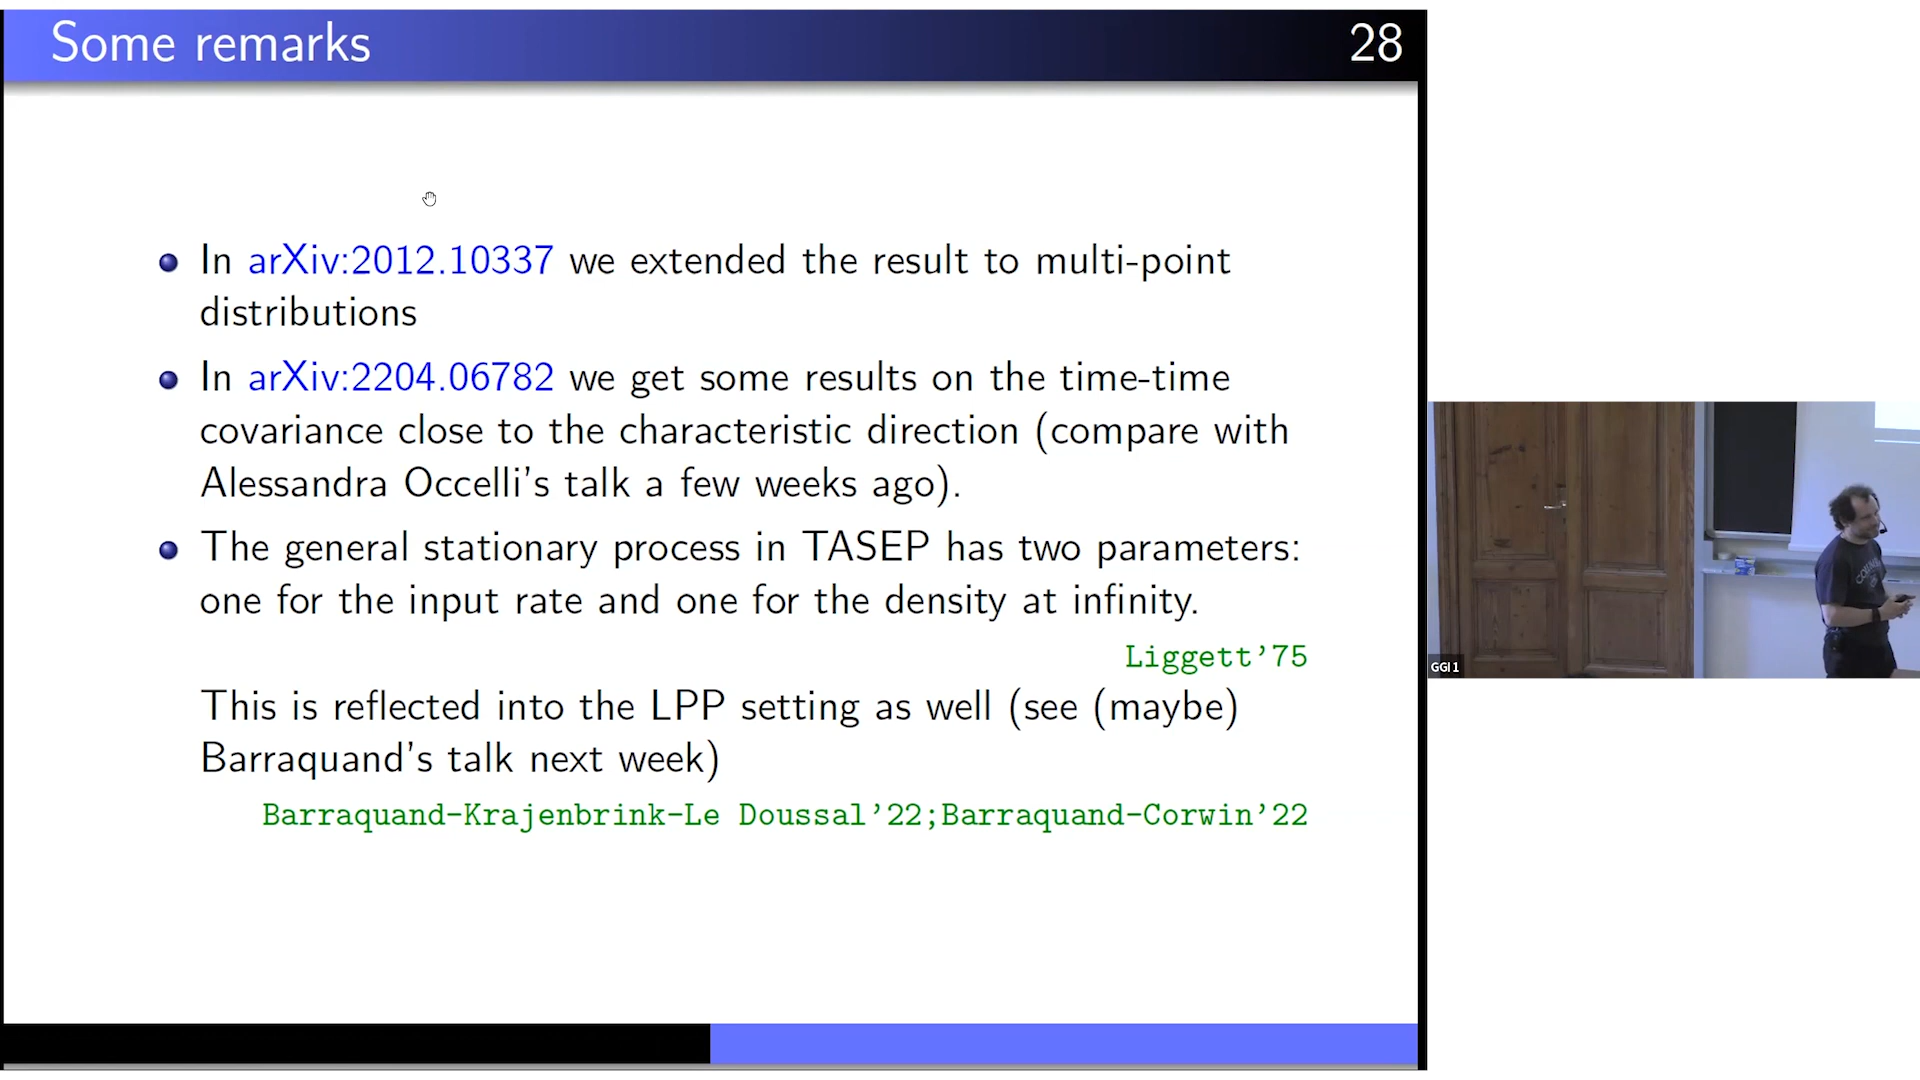 Some remarks
28
In arXiv:2012.10337 we extended the result to multi-point
distributions
In arXiv:2204.06782 we get some results on the time-time
covariance close to the characteristic direction (compare with
Alessandra Occelli's talk a few weeks ago).
The general stationary process in TASEP has two parameters:
one for the input rate and one for the density at infinity.
Liggett'75
This is reflected into the LPP setting as well (see (maybe)
Barraquand's talk next week)
Barraquand-Krajenbrink-Le Doussal'22;Barraquand-Corwin'22
GGI 1